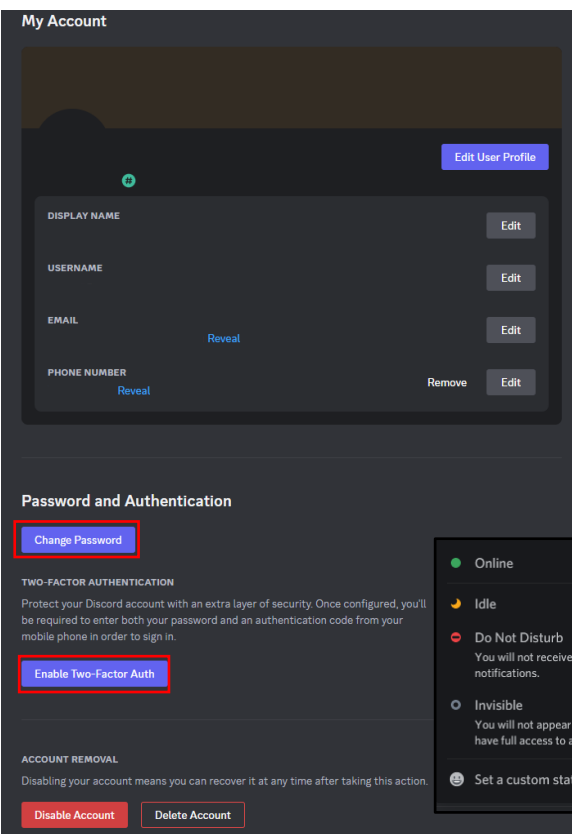 My Account
Edit User Profile
#
DISPLAY NAME
Edit
USERNAME
Edit
EMAIL
Reveal
Edit
PHONE NUMBER
Reveal
Remove
Edit
Password and Authentication
Change Password
TWO-FACTOR AUTHENTICATION
Protect your Discord account with an extra layer of security. Once configured, you'll
be required to enter both your password and an authentication code from your
mobile phone in order to sign in.
Enable Two-Factor Auth
ACCOUNT REMOVAL
Disabling your account means you can recover it at any time after taking this action.
Disable Account
Delete Account
Online
Idle
Do Not Disturb
You will not receive
notifications.
Invisible
You will not appear
have full access to a
Set a custom sta